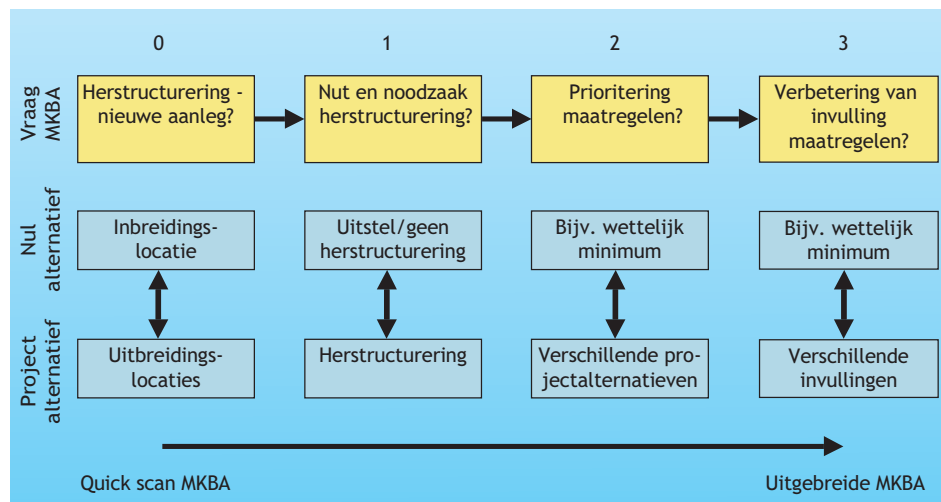 0 1 2 3
Vraag
MKBA
Herstructurering -
nieuwe aanleg?
Nut en noodzaak
herstructurering?
Prioritering
maatregelen?
Verbetering van
invulling
maatregelen?
Nul
alternatief
Inbreidings-
locatie
Uitstel/geen
herstructurering
Bijv. wettelijk
minimum
Bijv. wettelijk
minimum
Project
alternatief
Uitbreidings-
locaties
Herstructurering
Verschillende pro-
jectalternatieven
Verschillende
invullingen
Quick scan MKBA Uitgebreide MKBA